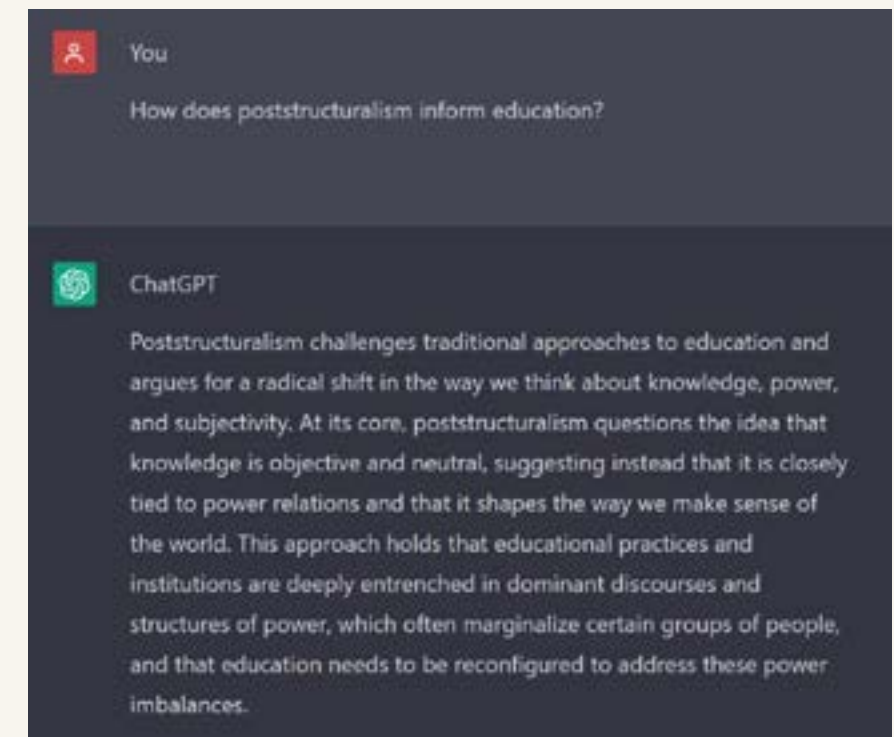 You
How does poststructuralism inform education?
ChatGPT
Poststructuralism challenges traditional approaches to education and
argues for a radical shift in the way we think about knowledge, power,
and subjectivity. At its core, poststructuralism questions the idea that
knowledge is objective and neutral, suggesting instead that it is closely
tied to power relations and that it shapes the way we make sense of
the world. This approach holds that educational practices and
institutions are deeply entrenched in dominant discourses and
structures of power, which often marginalize certain groups of people,
and that education needs to be reconfigured to address these power
imbalances.